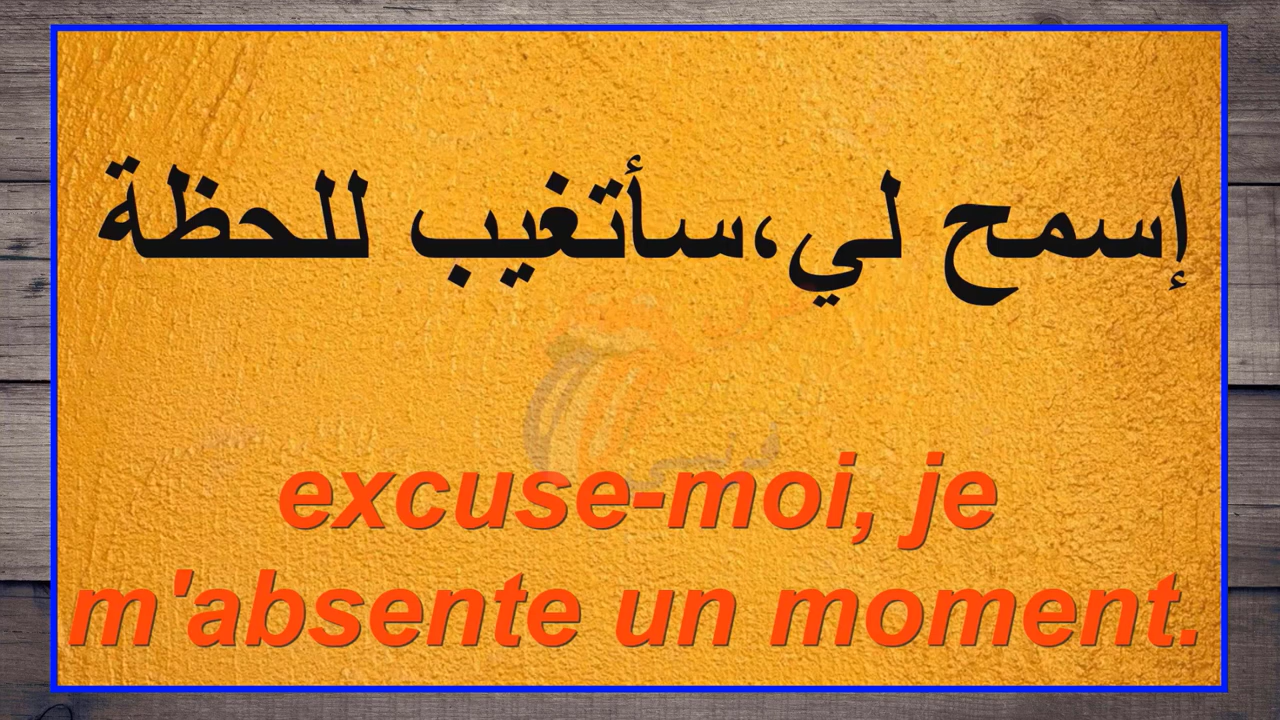 إسمح لي،سأتغيب للحظة
excuse-moi, je
m'absente un moment.